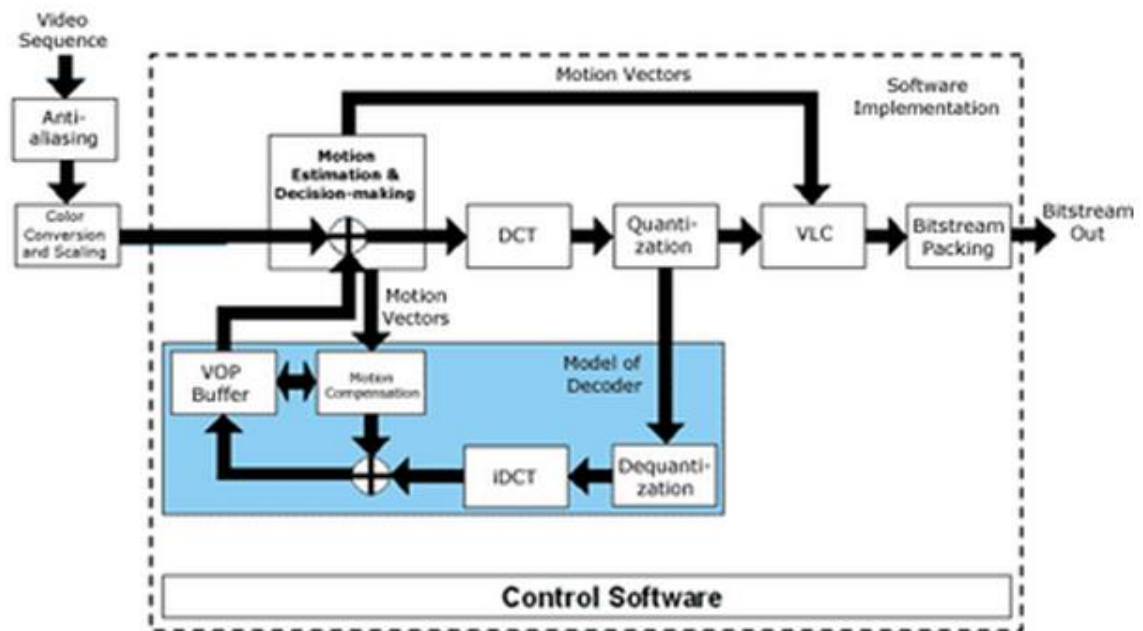 Video
Sequence
Anti-
aliasing
Color
Conversion
and Scaling
Motion Vectors
Software
Implementation
Motion
Estimation &
Decision-making
DCT
Quanti-
zation
VLC
Bitstream
Packing
Bitstream
Out
Motion
Vectors
VOP
Buffer
Motion
Compensation
Model of
Decoder
iDCT
Dequanti-
zation
Control Software